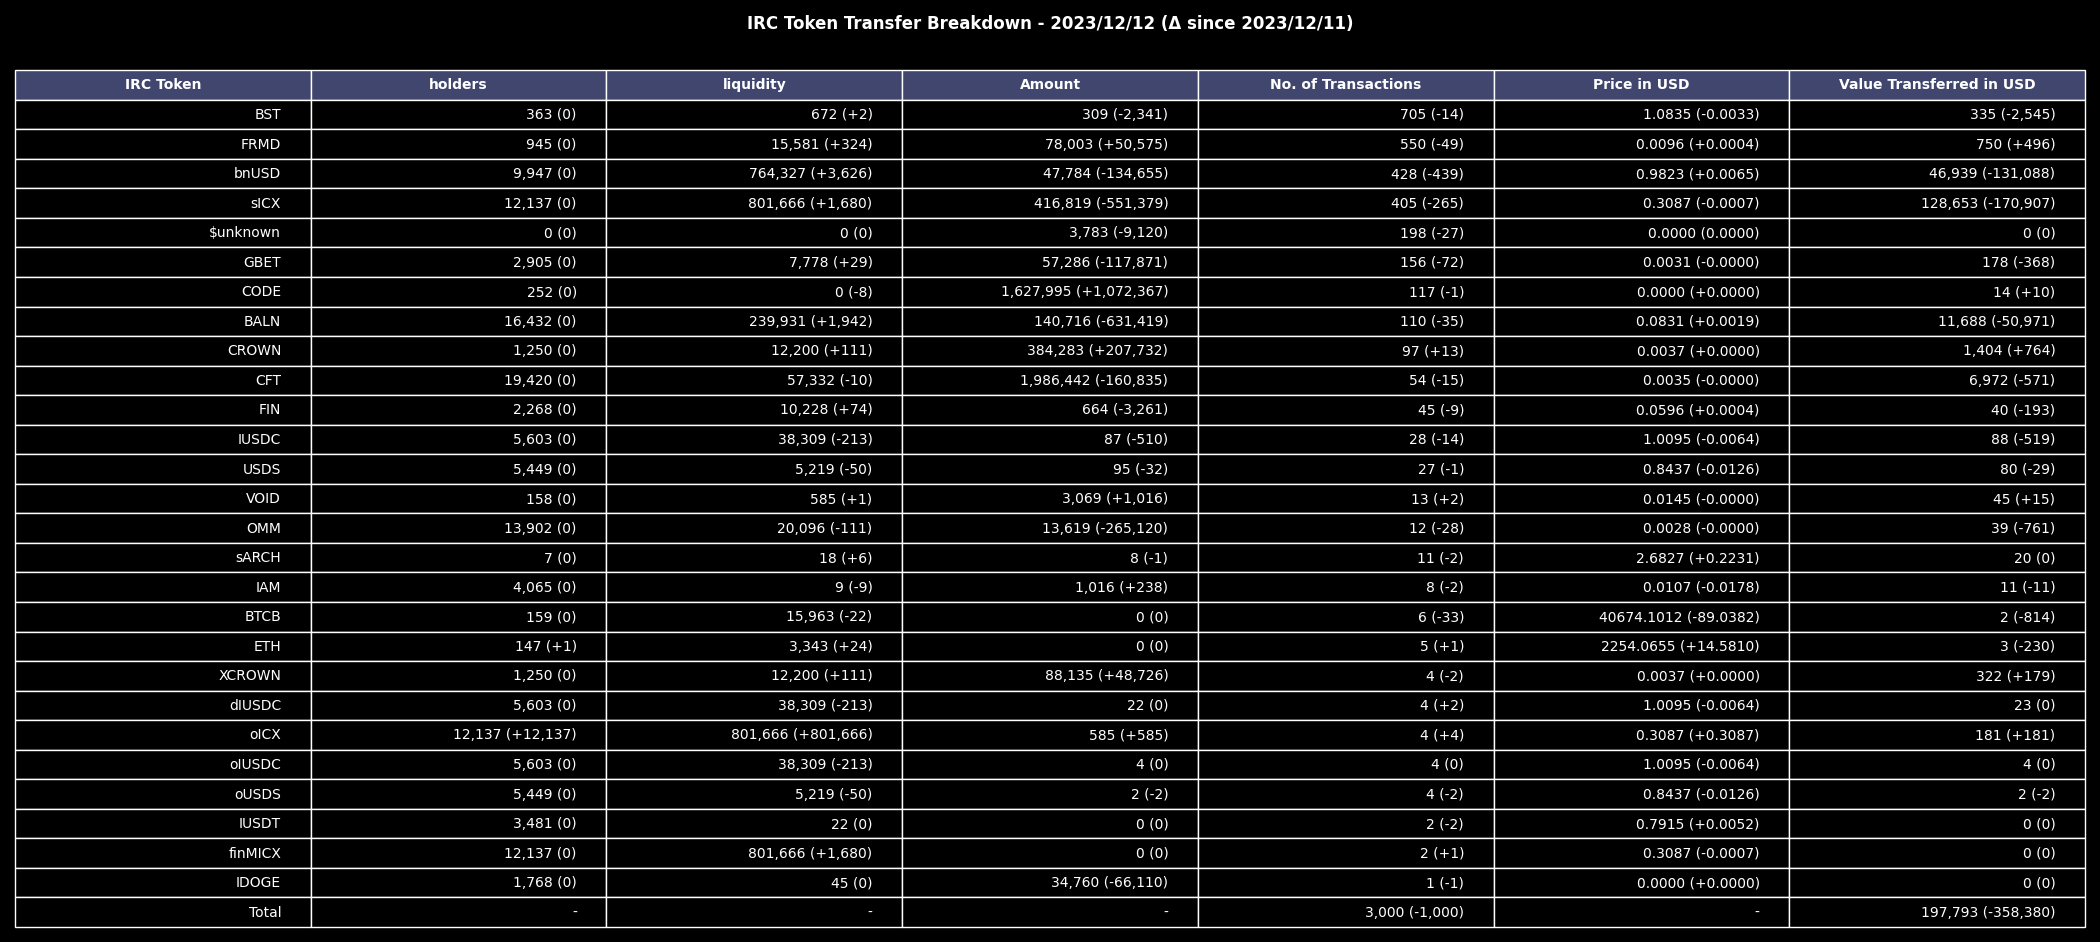 IRC Token Transfer Breakdown - 2023/12/12 (Δ since 2023/12/11)
IRC Token holders liquidity Amount No. of Transactions Price in USD Value Transferred in USD
BST 363 (0) 672 (+2) 309 (-2,341) 705 (-14) 1.0835 (-0.0033) 335 (-2,545)
FRMD 945 (0) 15,581 (+324) 78,003 (+50,575) 550 (-49) 0.0096 (+0.0004) 750 (+496)
bnUSD 9,947 (0) 764,327 (+3,626) 47,784 (-134,655) 428 (-439) 0.9823 (+0.0065) 46,939 (-131,088)
sICX 12,137 (0) 801,666 (+1,680) 416,819 (-551,379) 405 (-265) 0.3087 (-0.0007) 128,653 (-170,907)
$unknown 0 (0) 0 (0) 3,783 (-9,120) 198 (-27) 0.0000 (0.0000) 0 (0)
GBET 2,905 (0) 7,778 (+29) 57,286 (-117,871) 156 (-72) 0.0031 (-0.0000) 178 (-368)
CODE 252 (0) 0 (-8) 1,627,995 (+1,072,367) 117 (-1) 0.0000 (+0.0000) 14 (+10)
BALN 16,432 (0) 239,931 (+1,942) 140,716 (-631,419) 110 (-35) 0.0831 (+0.0019) 11,688 (-50,971)
CROWN 1,250 (0) 12,200 (+111) 384,283 (+207,732) 97 (+13) 0.0037 (+0.0000) 1,404 (+764)
CFT 19,420 (0) 57,332 (-10) 1,986,442 (-160,835) 54 (-15) 0.0035 (-0.0000) 6,972 (-571)
FIN 2,268 (0) 10,228 (+74) 664 (-3,261) 45 (-9) 0.0596 (+0.0004) 40 (-193)
IUSDC 5,603 (0) 38,309 (-213) 87 (-510) 28 (-14) 1.0095 (-0.0064) 88 (-519)
USDS 5,449 (0) 5,219 (-50) 95 (-32) 27 (-1) 0.8437 (-0.0126) 80 (-29)
VOID 158 (0) 585 (+1) 3,069 (+1,016) 13 (+2) 0.0145 (-0.0000) 45 (+15)
OMM 13,902 (0) 20,096 (-111) 13,619 (-265,120) 12 (-28) 0.0028 (-0.0000) 39 (-761)
sARCH 7 (0) 18 (+6) 8 (-1) 11 (-2) 2.6827 (+0.2231) 20 (0)
IAM 4,065 (0) 9 (-9) 1,016 (+238) 8 (-2) 0.0107 (-0.0178) 11 (-11)
BTCB 159 (0) 15,963 (-22) 0 (0) 6 (-33) 40674.1012 (-89.0382) 2 (-814)
ETH 147 (+1) 3,343 (+24) 0 (0) 5 (+1) 2254.0655 (+14.5810) 3 (-230)
XCROWN 1,250 (0) 12,200 (+111) 88,135 (+48,726) 4 (-2) 0.0037 (+0.0000) 322 (+179)
dIUSDC 5,603 (0) 38,309 (-213) 22 (0) 4 (+2) 1.0095 (-0.0064) 23 (0)
oICX 12,137 (+12,137) 801,666 (+801,666) 585 (+585) 4 (+4) 0.3087 (+0.3087) 181 (+181)
oIUSDC 5,603 (0) 38,309 (-213) 4 (0) 4 (0) 1.0095 (-0.0064) 4 (0)
oUSDS 5,449 (0) 5,219 (-50) 2 (-2) 4 (-2) 0.8437 (-0.0126) 2 (-2)
IUSDT 3,481 (0) 22 (0) 0 (0) 2 (-2) 0.7915 (+0.0052) 0 (0)
finMICX 12,137 (0) 801,666 (+1,680) 0 (0) 2 (+1) 0.3087 (-0.0007) 0 (0)
IDOGE 1,768 (0) 45 (0) 34,760 (-66,110) 1 (-1) 0.0000 (+0.0000) 0 (0)
Total - - - 3,000 (-1,000) - 197,793 (-358,380)